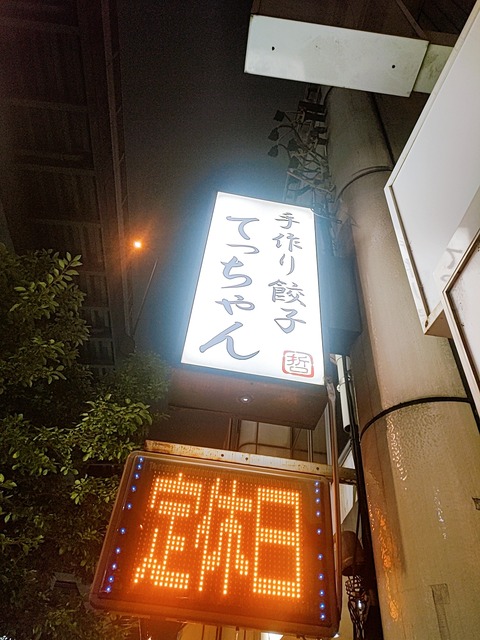 手作り餃子
てっちゃん
哲
定休日